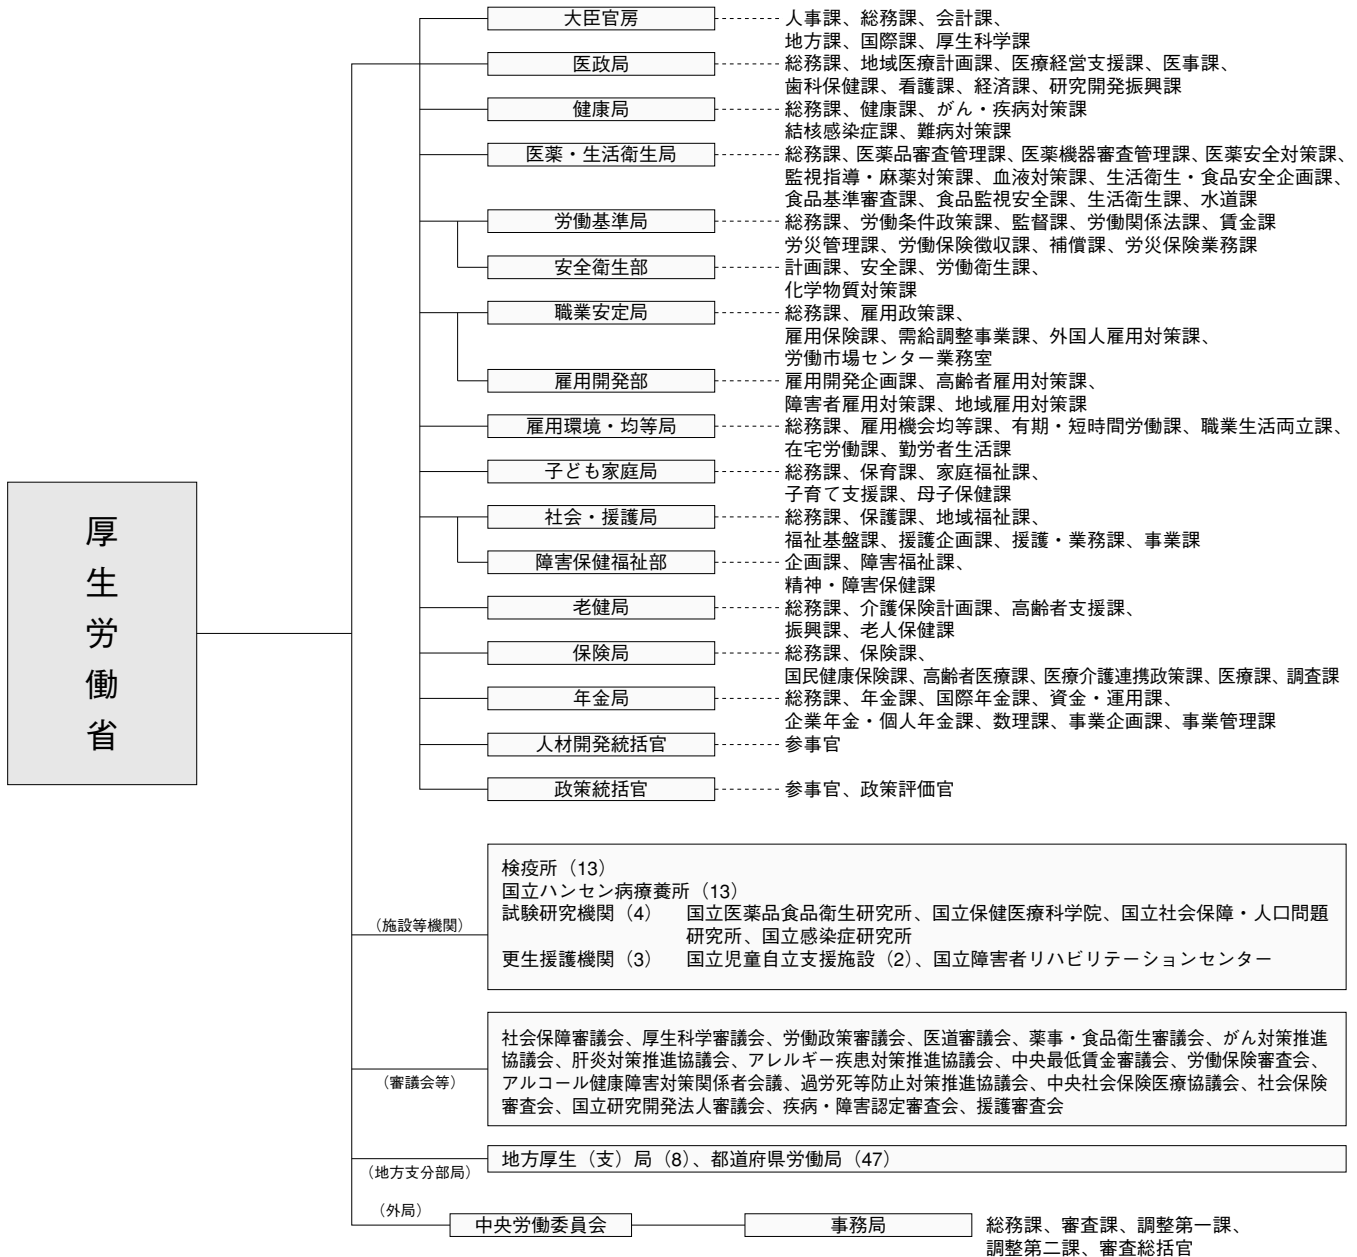 厚生労働省
大臣官房 人事課、総務課、会計課、
地方課、国際課、厚生科学課
医政局 総務課、地域医療計画課、医療経営支援課、医事課、
歯科保健課、看護課、経済課、研究開発振興課
健康局 総務課、健康課、がん・疾病対策課
結核感染症課、難病対策課
医薬・生活衛生局 総務課、医薬品審査管理課、医薬機器審査管理課、医薬安全対策課、
監視指導・麻薬対策課、血液対策課、生活衛生・食品安全企画課、
食品基準審査課、食品監視安全課、生活衛生課、水道課
労働基準局 総務課、労働条件政策課、監督課、労働関係法課、賃金課
労災管理課、労働保険徴収課、補償課、労災保険業務課
安全衛生部 計画課、安全課、労働衛生課、
化学物質対策課
職業安定局 総務課、雇用政策課、
雇用保険課、需給調整事業課、外国人雇用対策課、
労働市場センター業務室
雇用開発部 雇用開発企画課、高齢者雇用対策課、
障害者雇用対策課、地域雇用対策課
雇用環境・均等局 総務課、雇用機会均等課、有期・短時間労働課、職業生活両立課、
在宅労働課、勤労者生活課
子ども家庭局 総務課、保育課、家庭福祉課、
子育て支援課、母子保健課
社会・援護局 総務課、保護課、地域福祉課、
福祉基盤課、援護企画課、援護・業務課、事業課
障害保健福祉部 企画課、障害福祉課、
精神・障害保健課
老健局 総務課、介護保険計画課、高齢者支援課、
振興課、老人保健課
保険局 総務課、保険課、
国民健康保険課、高齢者医療課、医療介護連携政策課、医療課、調査課
年金局 総務課、年金課、国際年金課、資金・運用課、
企業年金・個人年金課、数理課、事業企画課、事業管理課
人材開発統括官 参事官
政策統括官 参事官、政策評価官
(施設等機関)
検疫所(13)
国立ハンセン病療養所(13)
試験研究機関(4) 国立医薬品食品衛生研究所、国立保健医療科学院、国立社会保障・人口問題
研究所、国立感染症研究所
更生援護機関(3) 国立児童自立支援施設(2)、国立障害者リハビリテーションセンター
(審議会等)
社会保障審議会、厚生科学審議会、労働政策審議会、医道審議会、薬事・食品衛生審議会、がん対策推進
協議会、肝炎対策推進協議会、アレルギー疾患対策推進協議会、中央最低賃金審議会、労働保険審査会、
アルコール健康障害対策関係者会議、過労死等防止対策推進協議会、中央社会保険医療協議会、社会保険
審査会、国立研究開発法人審議会、疾病・障害認定審査会、援護審査会
(地方支分部局)
地方厚生(支)局(8)、都道府県労働局(47)
(外局)
中央労働委員会 事務局 総務課、審査課、調整第一課、
調整第二課、審査総括官